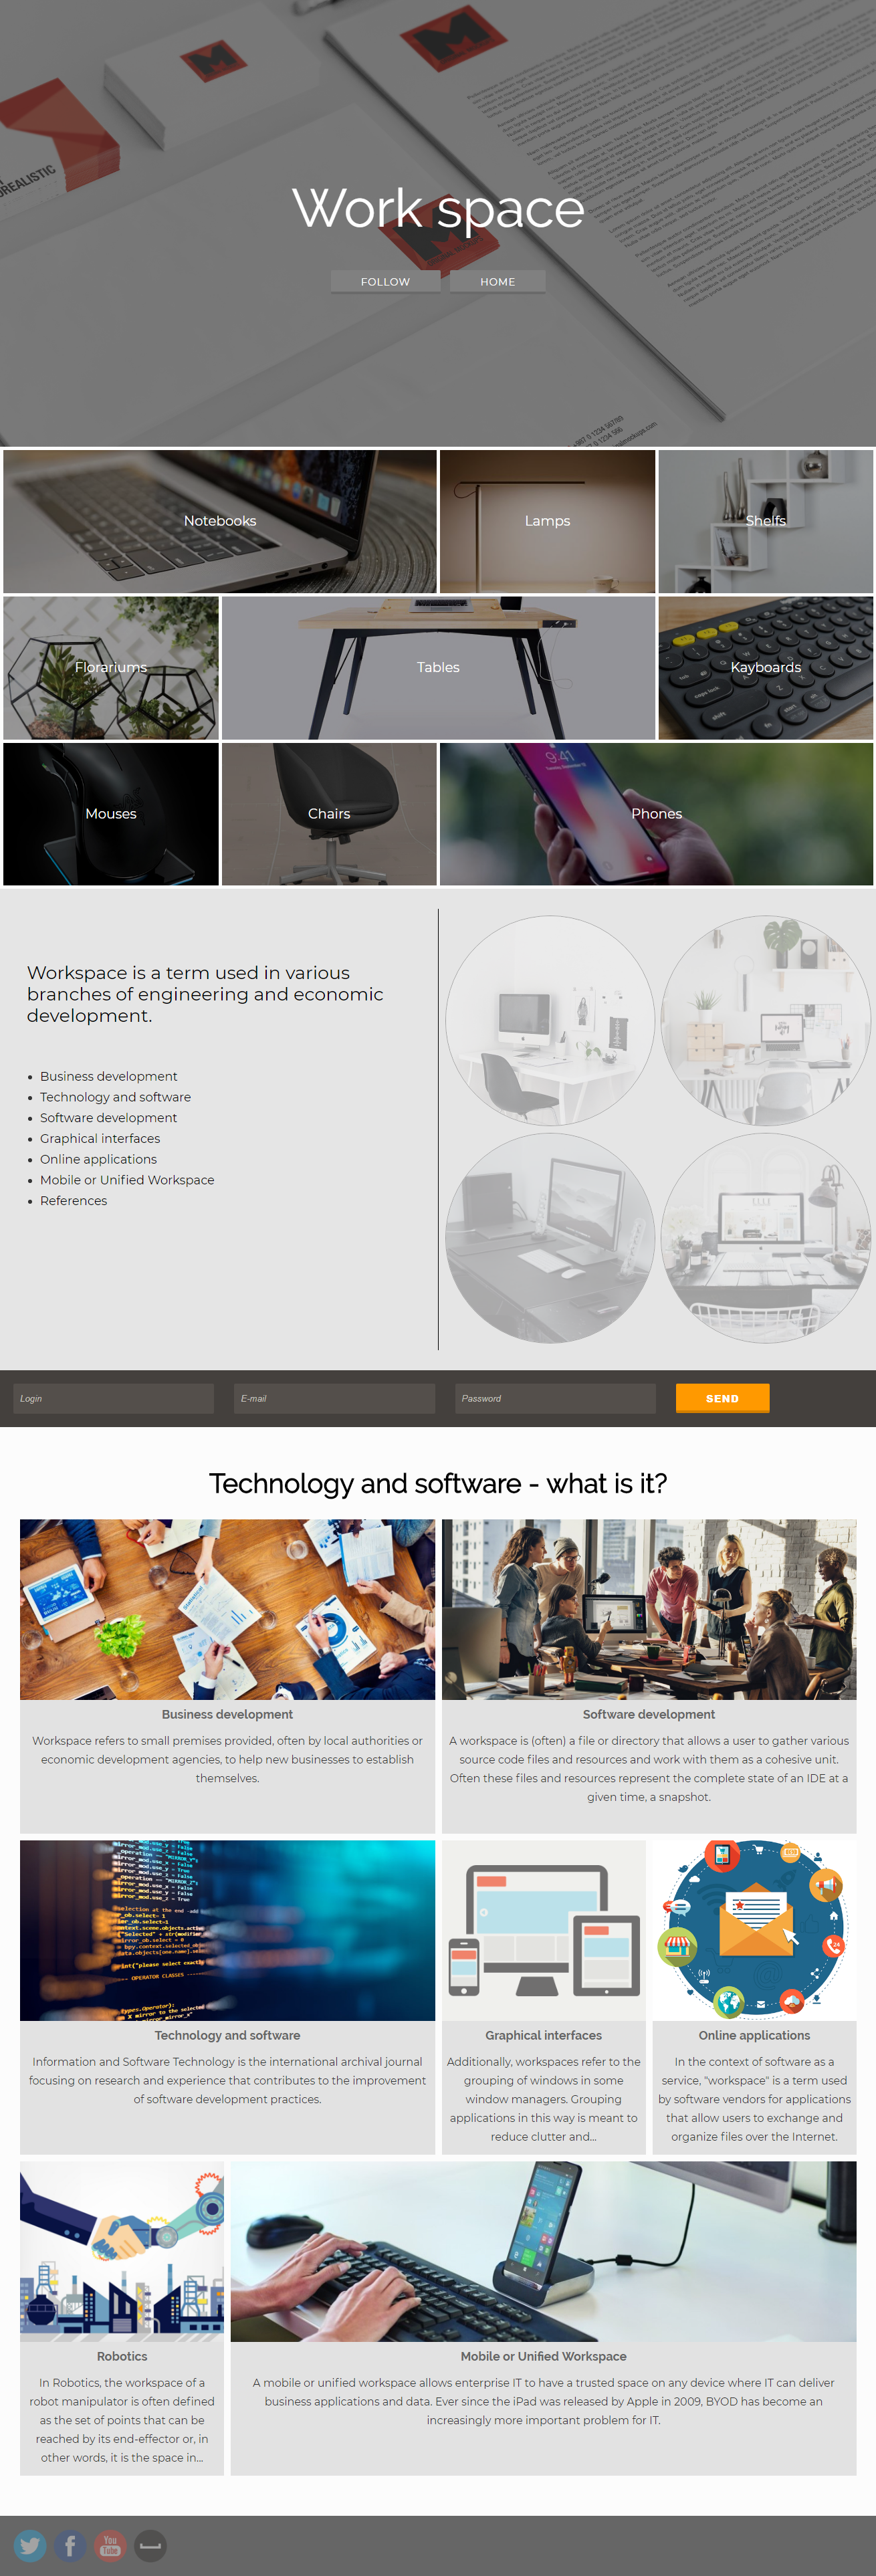 REALISTIC
Work space
FOLLOW
HOME
Notebooks
Lamps
Shelfs
Florariums
Tables
Kayboards
9:41
Mouses
Chairs
Phones
Workspace is a term used in various
branches of engineering and economic
development.
Business development
Technology and software
Software development
Graphical interfaces
Online applications
Mobile or Unified Workspace
References
Login
E-mail
Password
SEND
Technology and software - what is it?
Business development
Workspace refers to small premises provided, often by local authorities or
economic development agencies, to help new businesses to establish
themselves.
Software development
A workspace is (often) a file or directory that allows a user to gather various
source code files and resources and work with them as a cohesive unit.
Often these files and resources represent the complete state of an IDE at a
given time, a snapshot.
Technology and software
Information and Software Technology is the international archival journal
focusing on research and experience that contributes to the improvement
of software development practices.
Graphical interfaces
Additionally, workspaces refer to the
grouping of windows in some
window managers. Grouping
applications in this way is meant to
reduce clutter and...
Online applications
In the context of software as a
service, "workspace" is a term used
by software vendors for applications
that allow users to exchange and
organize files over the Internet.
Robotics
In Robotics, the workspace of a
robot manipulator is often defined
as the set of points that can be
reached by its end-effector or, in
other words, it is the space in...
Mobile or Unified Workspace
A mobile or unified workspace allows enterprise IT to have a trusted space on any device where IT can deliver
business applications and data. Ever since the iPad was released by Apple in 2009, BYOD has become an
increasingly more important problem for IT.
You
Tube